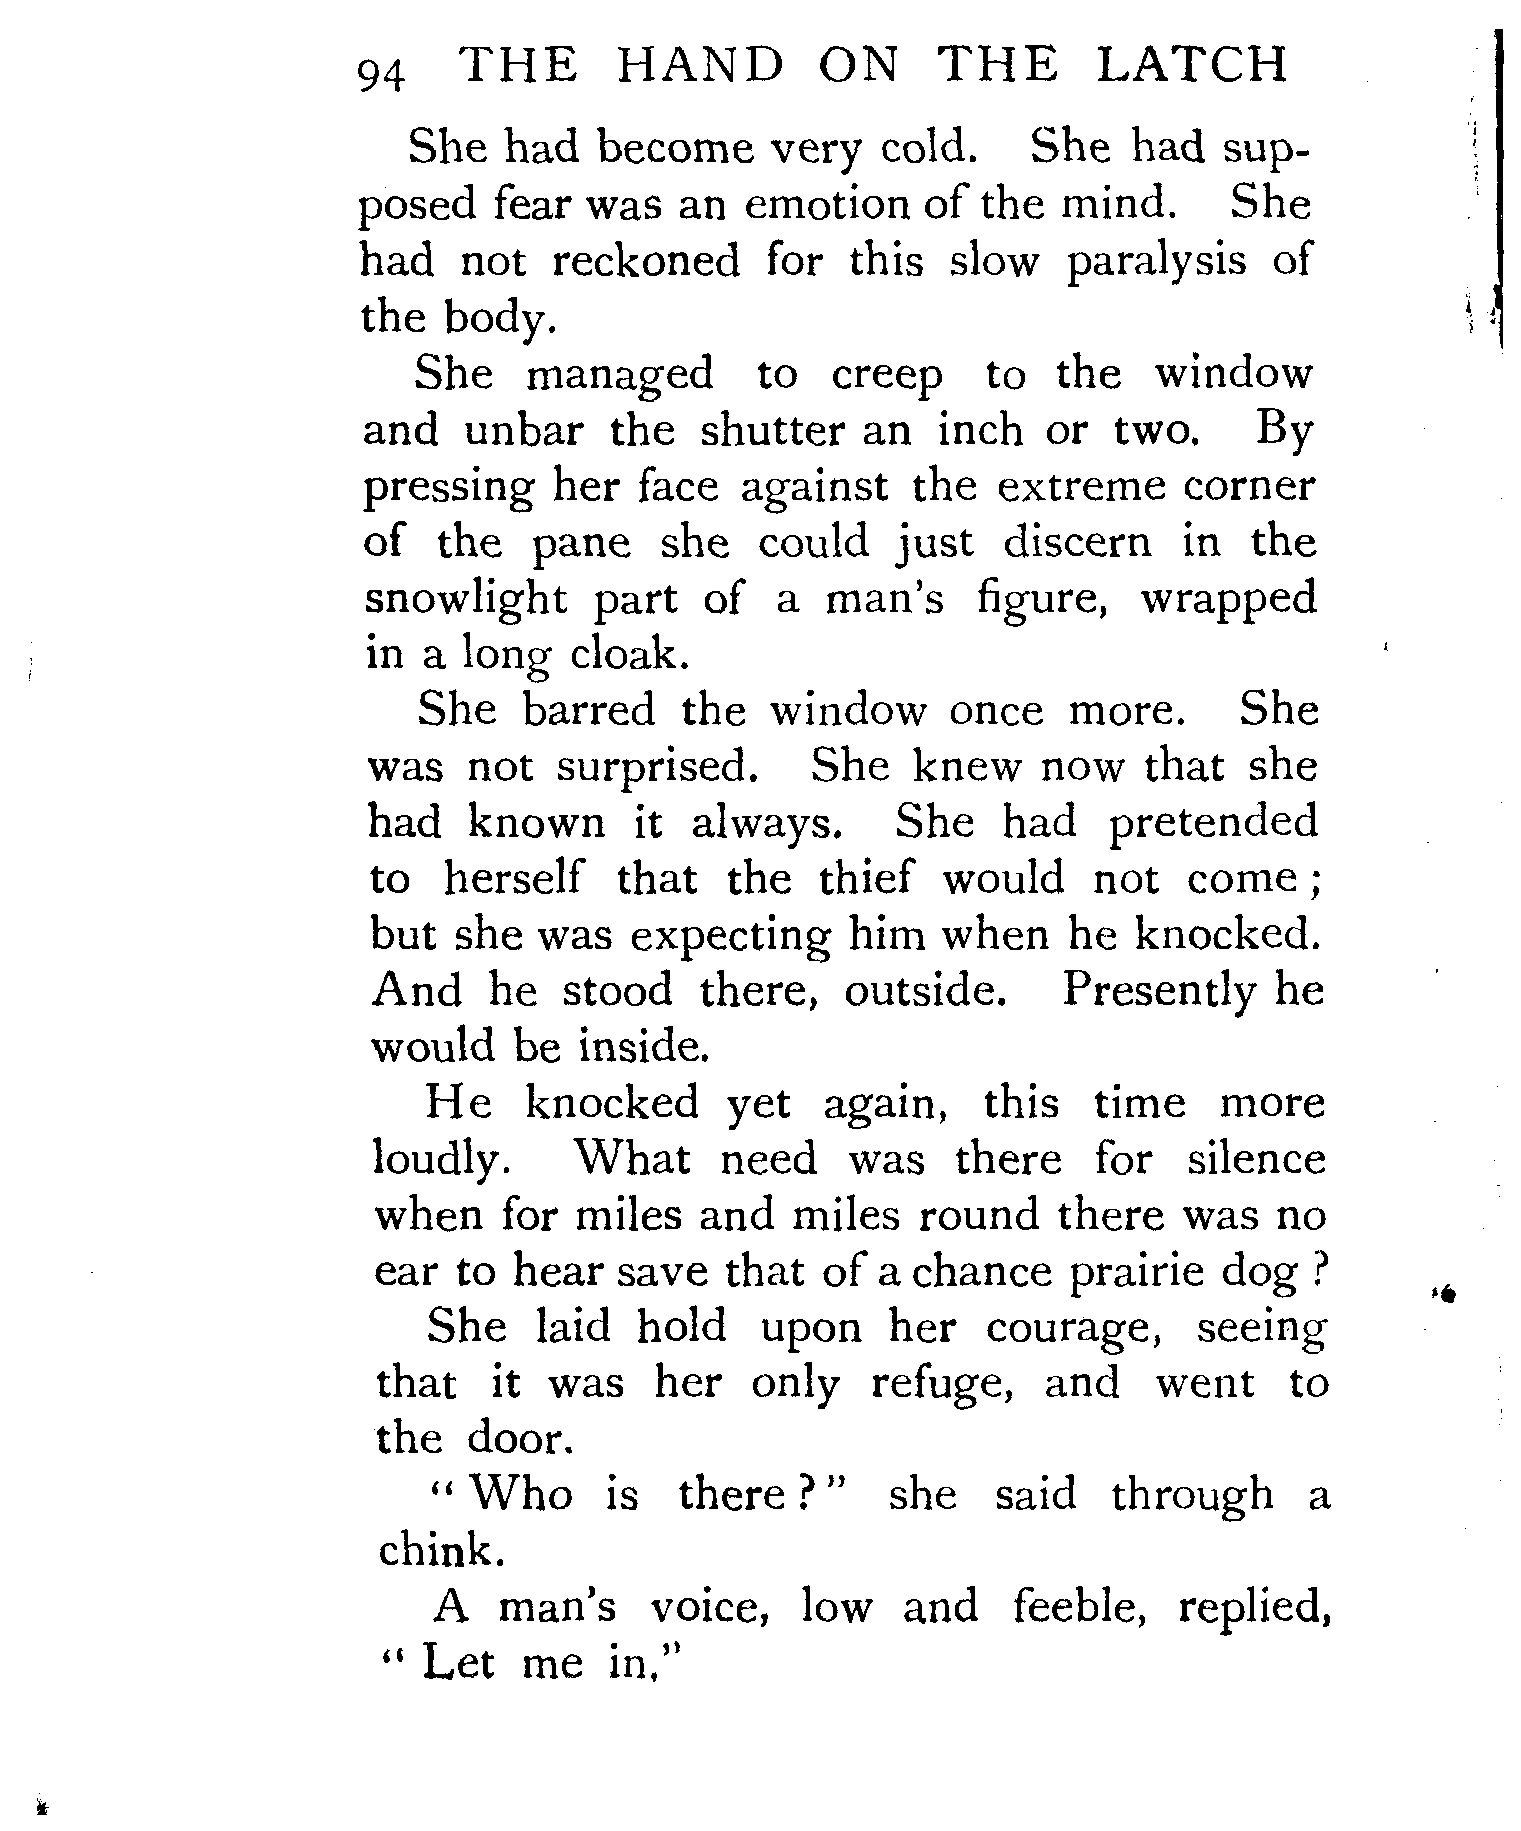 94 THE HAND ON THE LATCH
She had become very cold. She had sup-
posed fear was an emotion of the mind. She
had not reckoned for this slow paralysis of
the body.
She managed to creep to the window
and unbar the shutter an inch or two. By
pressing her face against the extreme corner
of the pane she could just discern in the
snowlight part of a man's figure, wrapped
in a long cloak.
She barred the window once more. She
was not surprised. She knew now that she
had known it always. She had pretended
to herself that the thief would not come ;
but she was expecting him when he knocked.
And he stood there, outside. Presently he
would be inside.
He knocked yet again, this time more
loudly. What need was there for silence
when for miles and miles round there was no
ear to hear save that of a chance prairie dog ?
She laid hold upon her courage, seeing
that it was her only refuge, and went to
the door.
“ Who is there ? ” she said through a
chink.
A man's voice, low and feeble, replied,
“ Let me in.”